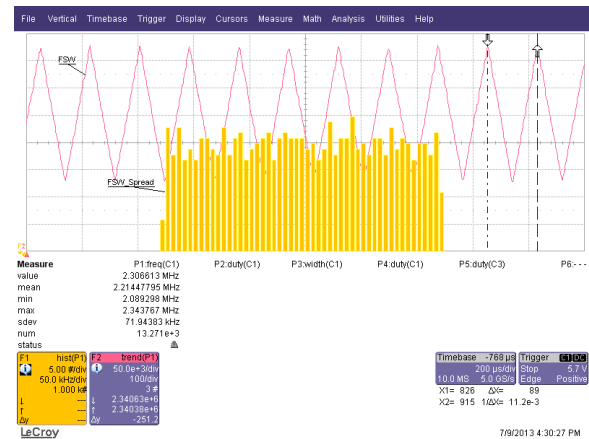 File Vertical Timebase Trigger Display Cursors Measure Math Analysis Utilities Help
FSW
FSW_Spread
F2
Measure P1:freq(C1) P2:duty(C1) P3:width(C1) P4:duty(C1) P5:duty(C3) P6:- - -
value 2.306613 MHz
mean 2.21447795 MHz
min 2.089298 MHz
max 2.343767 MHz
sdev 71.94383 kHz
num 13.271e+3
status
F1 hist(P1) F2 trend(P1)
5.00 #/div 50.0e+3/div
50.0 kHz/div 100/div
1.000 k# 3 #
--- 2.34063e+6
--- 2.34038e+6
Δy --- Δy -251.2
Timebase -768 µs Trigger C1 DC
200 µs/div Stop 5.7 V
10.0 MS 5.0 GS/s Edge Positive
X1= 826 ΔX= 89
X2= 915 1/ΔX= 11.2e-3
LeCroy
7/9/2013 4:30:27 PM